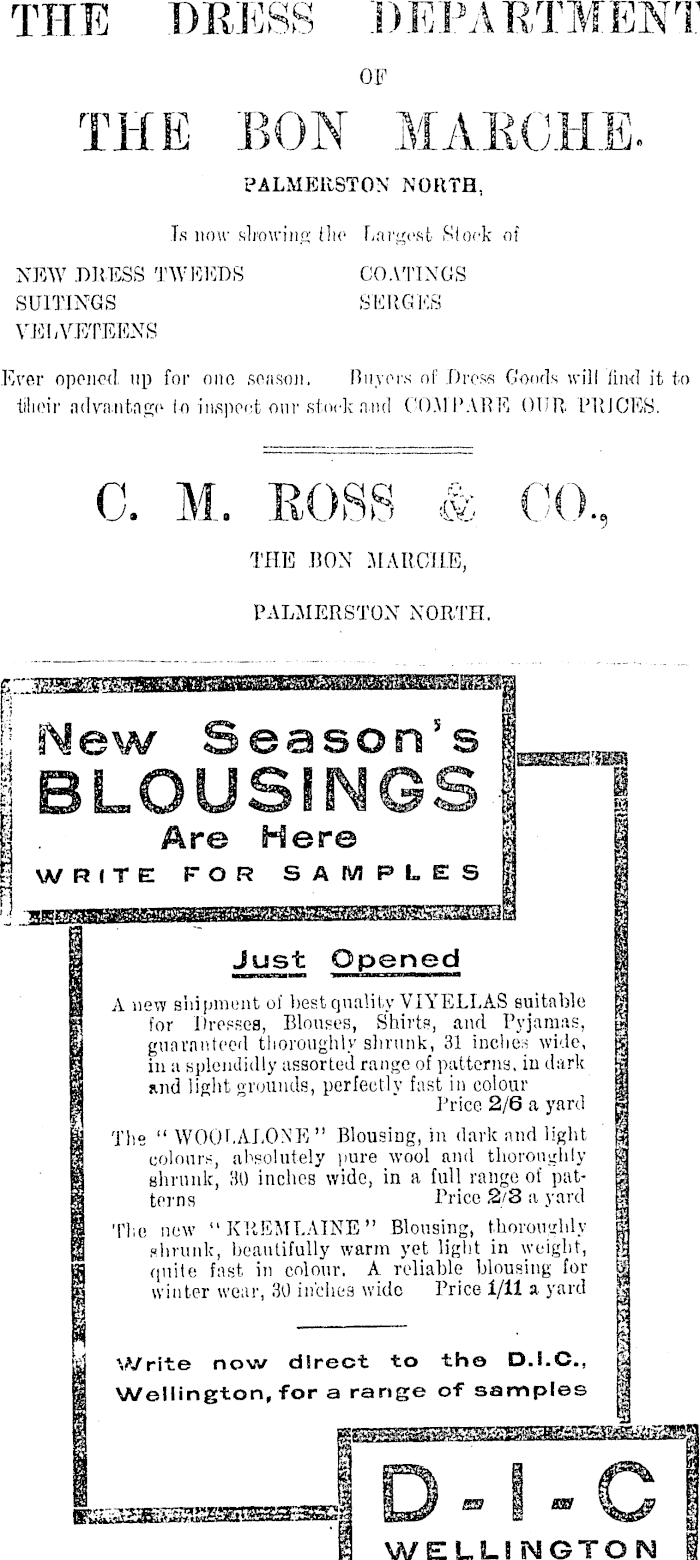 THE DRESS DEPARTMENT
OF
THE BON MARCHE.
PALMERSTON NORTH,
Is now showing the Largest Stock of
NEW DRESS TWEEDS COATINGS
SUITINGS SERGES
VELVETEENS
Ever opened up for one season. Buyers of Dress Goods will find it to
their advantage to inspect our stock and COMPARE OUR PRICES.
C. M. ROSS & CO.,
THE BON MARCHE,
PALMERSTON NORTH.
New Season's
BLOUSINGS
Are Here
WRITE FOR SAMPLES
Just Opened
A new shipment of best quality VIYELLAS suitable
for Dresses, Blouses, Shirts, and Pyjamas,
guaranteed thoroughly shrunk, 31 inches wide,
in a splendidly assorted range of patterns, in dark
and light grounds, perfectly fast in colour
Price 2/6 a yard
The "WOOLALONE" Blousing, in dark and light
colours, absolutely pure wool and thoroughly
shrunk, 30 inches wide, in a full range of pat-
terns Price 2/3 a yard
The new "KREMLAINE" Blousing, thoroughly
shrunk, beautifully warm yet light in weight,
quite fast in colour. A reliable blousing for
winter wear, 30 inches wide Price 1/11 a yard
Write now direct to the D.I.C.,
Wellington, for a range of samples
D-I-C
WELLINGTON